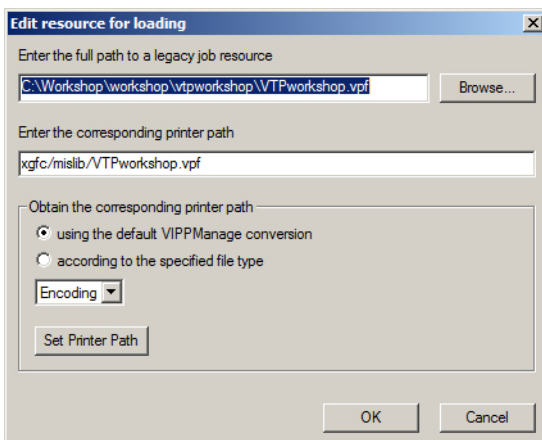 Edit resource for loading
Enter the full path to a legacy job resource
C:\Workshop\workshop\vtpworkshop\VTPworkshop.vpf
Browse...
Enter the corresponding printer path
xgfc/mislib/VTPworkshop.vpf
Obtain the corresponding printer path
using the default VIPPManage conversion
according to the specified file type
Encoding
Set Printer Path
OK Cancel